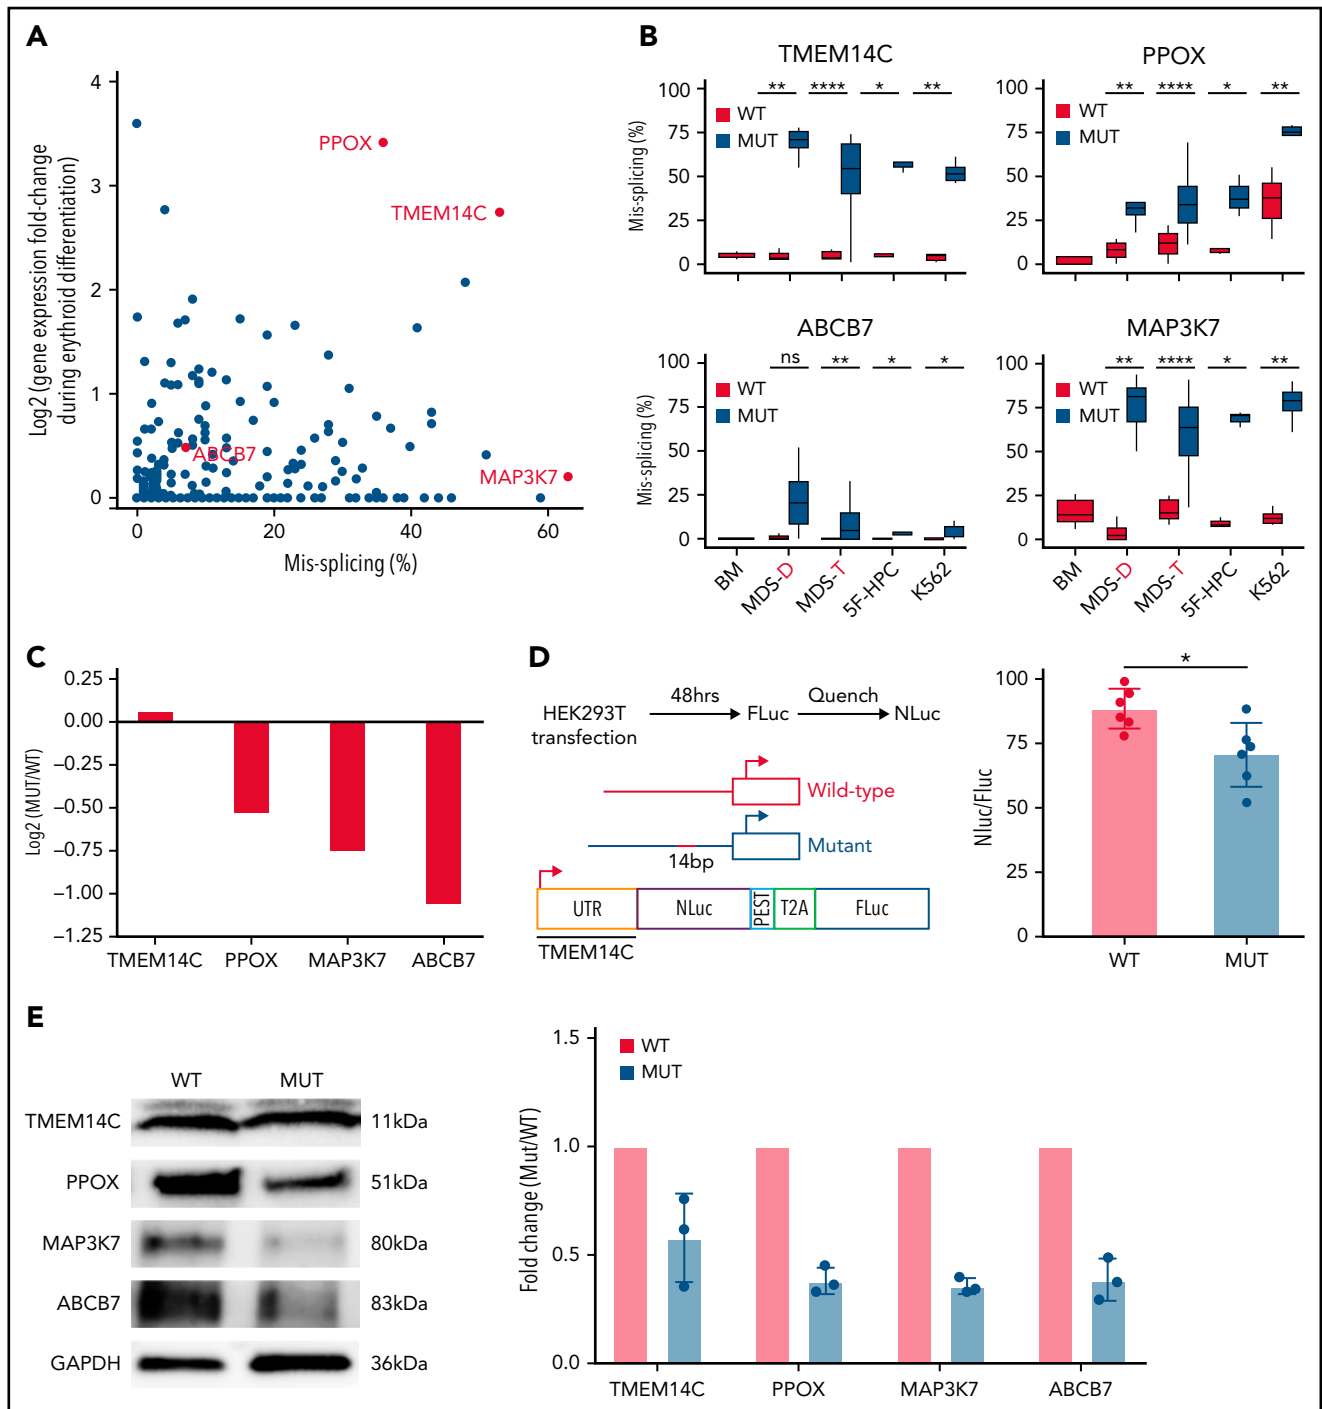 A
Log2 (gene expression fold-change
during erythroid differentiation)
4
3
2
1
0
PPOX
TMEM14C
ABCB7
MAP3K7
0
20
40
60
Mis-splicing (%)
B
TMEM14C
Mis-splicing (%)
100
75
50
25
0
WT
MUT
** **** * **
PPOX
100
75
50
25
0
WT
MUT
** **** * **
ABCB7
Mis-splicing (%)
100
75
50
25
0
WT
MUT
ns ** * *
BM
MDS-D
MDS-T
5F-HPC
K562
MAP3K7
100
75
50
25
0
WT
MUT
** **** * **
BM
MDS-D
MDS-T
5F-HPC
K562
C
Log2 (MUT/WT)
0.25
0.00
–0.25
–0.50
–0.75
–1.00
–1.25
TMEM14C
PPOX
MAP3K7
ABCB7
D
HEK293T
transfection
48hrs
FLuc
Quench
NLuc
Wild-type
Mutant
14bp
UTR
NLuc
PEST
T2A
FLuc
TMEM14C
Nluc/Fluc
100
75
50
25
0
*
WT
MUT
E
WT
MUT
TMEM14C
11kDa
PPOX
51kDa
MAP3K7
80kDa
ABCB7
83kDa
GAPDH
36kDa
Fold change (Mut/WT)
1.5
1.0
0.5
0.0
WT
MUT
TMEM14C
PPOX
MAP3K7
ABCB7